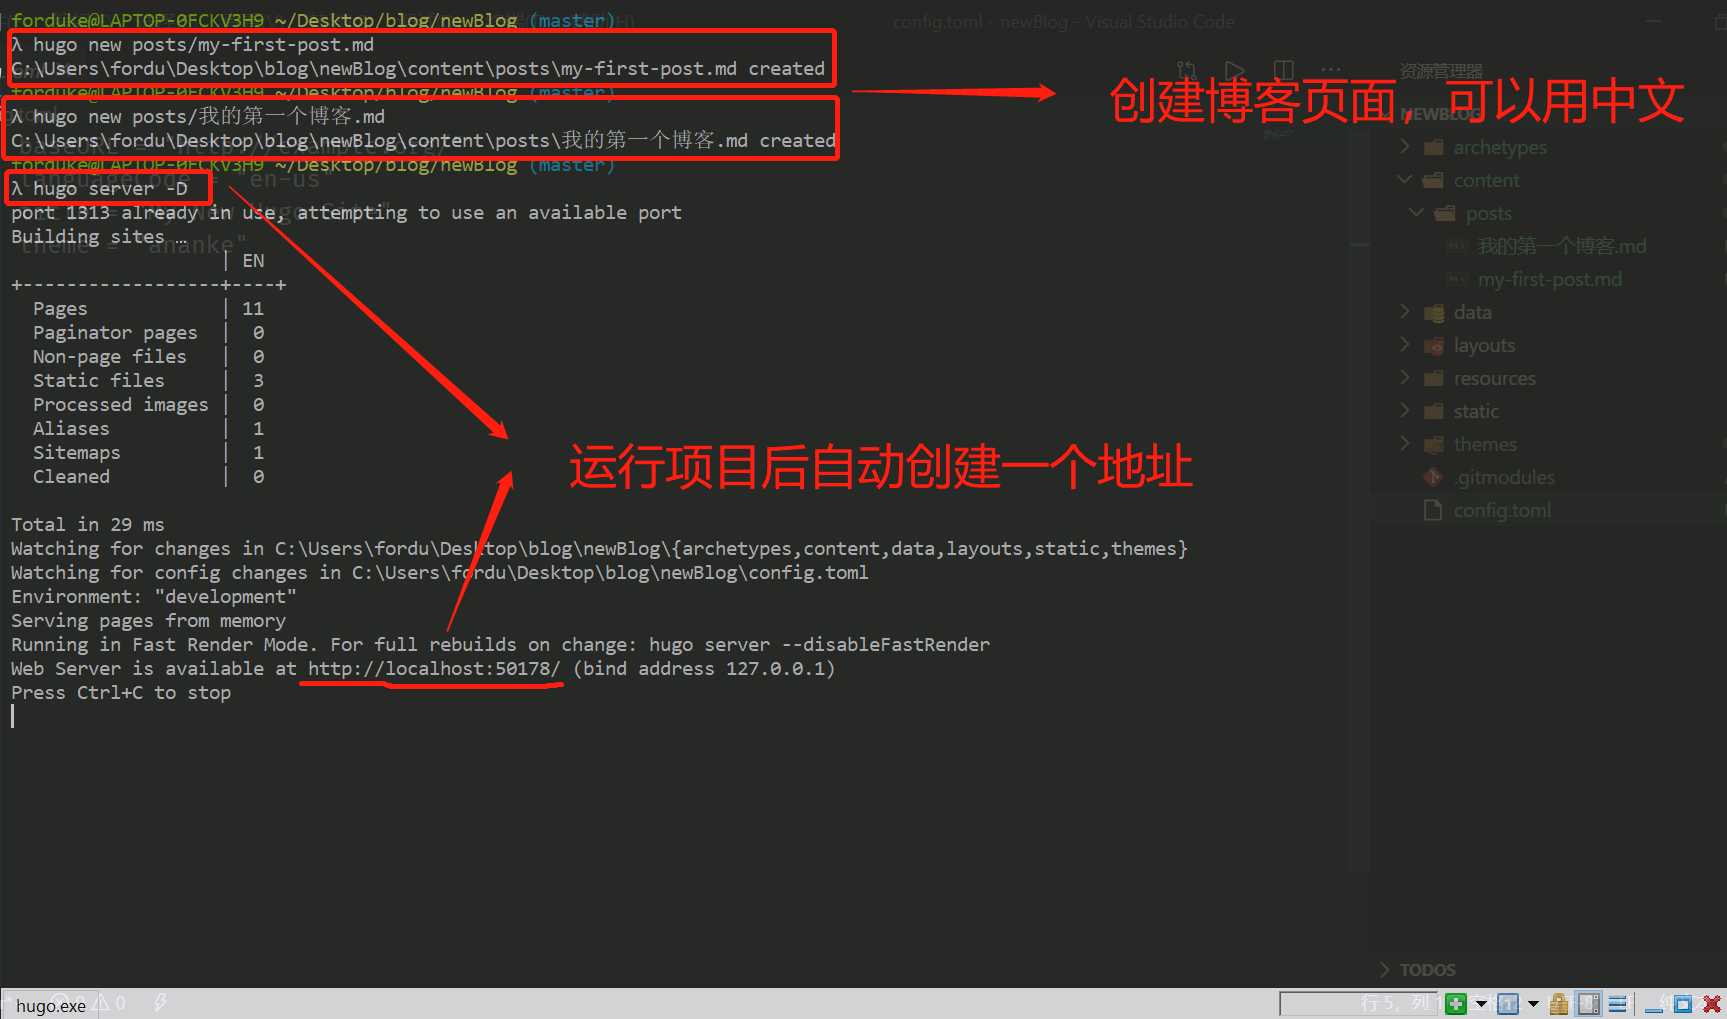 forduke@LAPTOP-0FCKV3H9 ~/Desktop/blog/newBlog (master)
config.toml - newBlog - Visual Studio Code
λ hugo new posts/my-first-post.md
C:\Users\fordu\Desktop\blog\newBlog\content\posts\my-first-post.md created
forduke@LAPTOP-0FCKV3H9 ~/Desktop/blog/newBlog (master)
λ hugo new posts/我的第一个博客.md
C:\Users\fordu\Desktop\blog\newBlog\content\posts\我的第一个博客.md created
forduke@LAPTOP-0FCKV3H9 ~/Desktop/blog/newBlog (master)
λ hugo server -D
languageCode = "en-us"
port 1313 already in use, attempting to use an available port
Building sites …
theme = "ananke"
| EN
+------------------+----+
Pages | 11
Paginator pages | 0
Non-page files | 0
Static files | 3
Processed images | 0
Aliases | 1
Sitemaps | 1
Cleaned | 0
Total in 29 ms
Watching for changes in C:\Users\fordu\Desktop\blog\newBlog\{archetypes,content,data,layouts,static,themes}
Watching for config changes in C:\Users\fordu\Desktop\blog\newBlog\config.toml
Environment: "development"
Serving pages from memory
Running in Fast Render Mode. For full rebuilds on change: hugo server --disableFastRender
Web Server is available at http://localhost:50178/ (bind address 127.0.0.1)
Press Ctrl+C to stop
创建博客页面，可以用中文
运行项目后自动创建一个地址
资源管理器
NEWBLOG
archetypes
content
posts
我的第一个博客.md
my-first-post.md
data
layouts
resources
static
themes
.gitmodules
config.toml
TODOS
hugo.exe